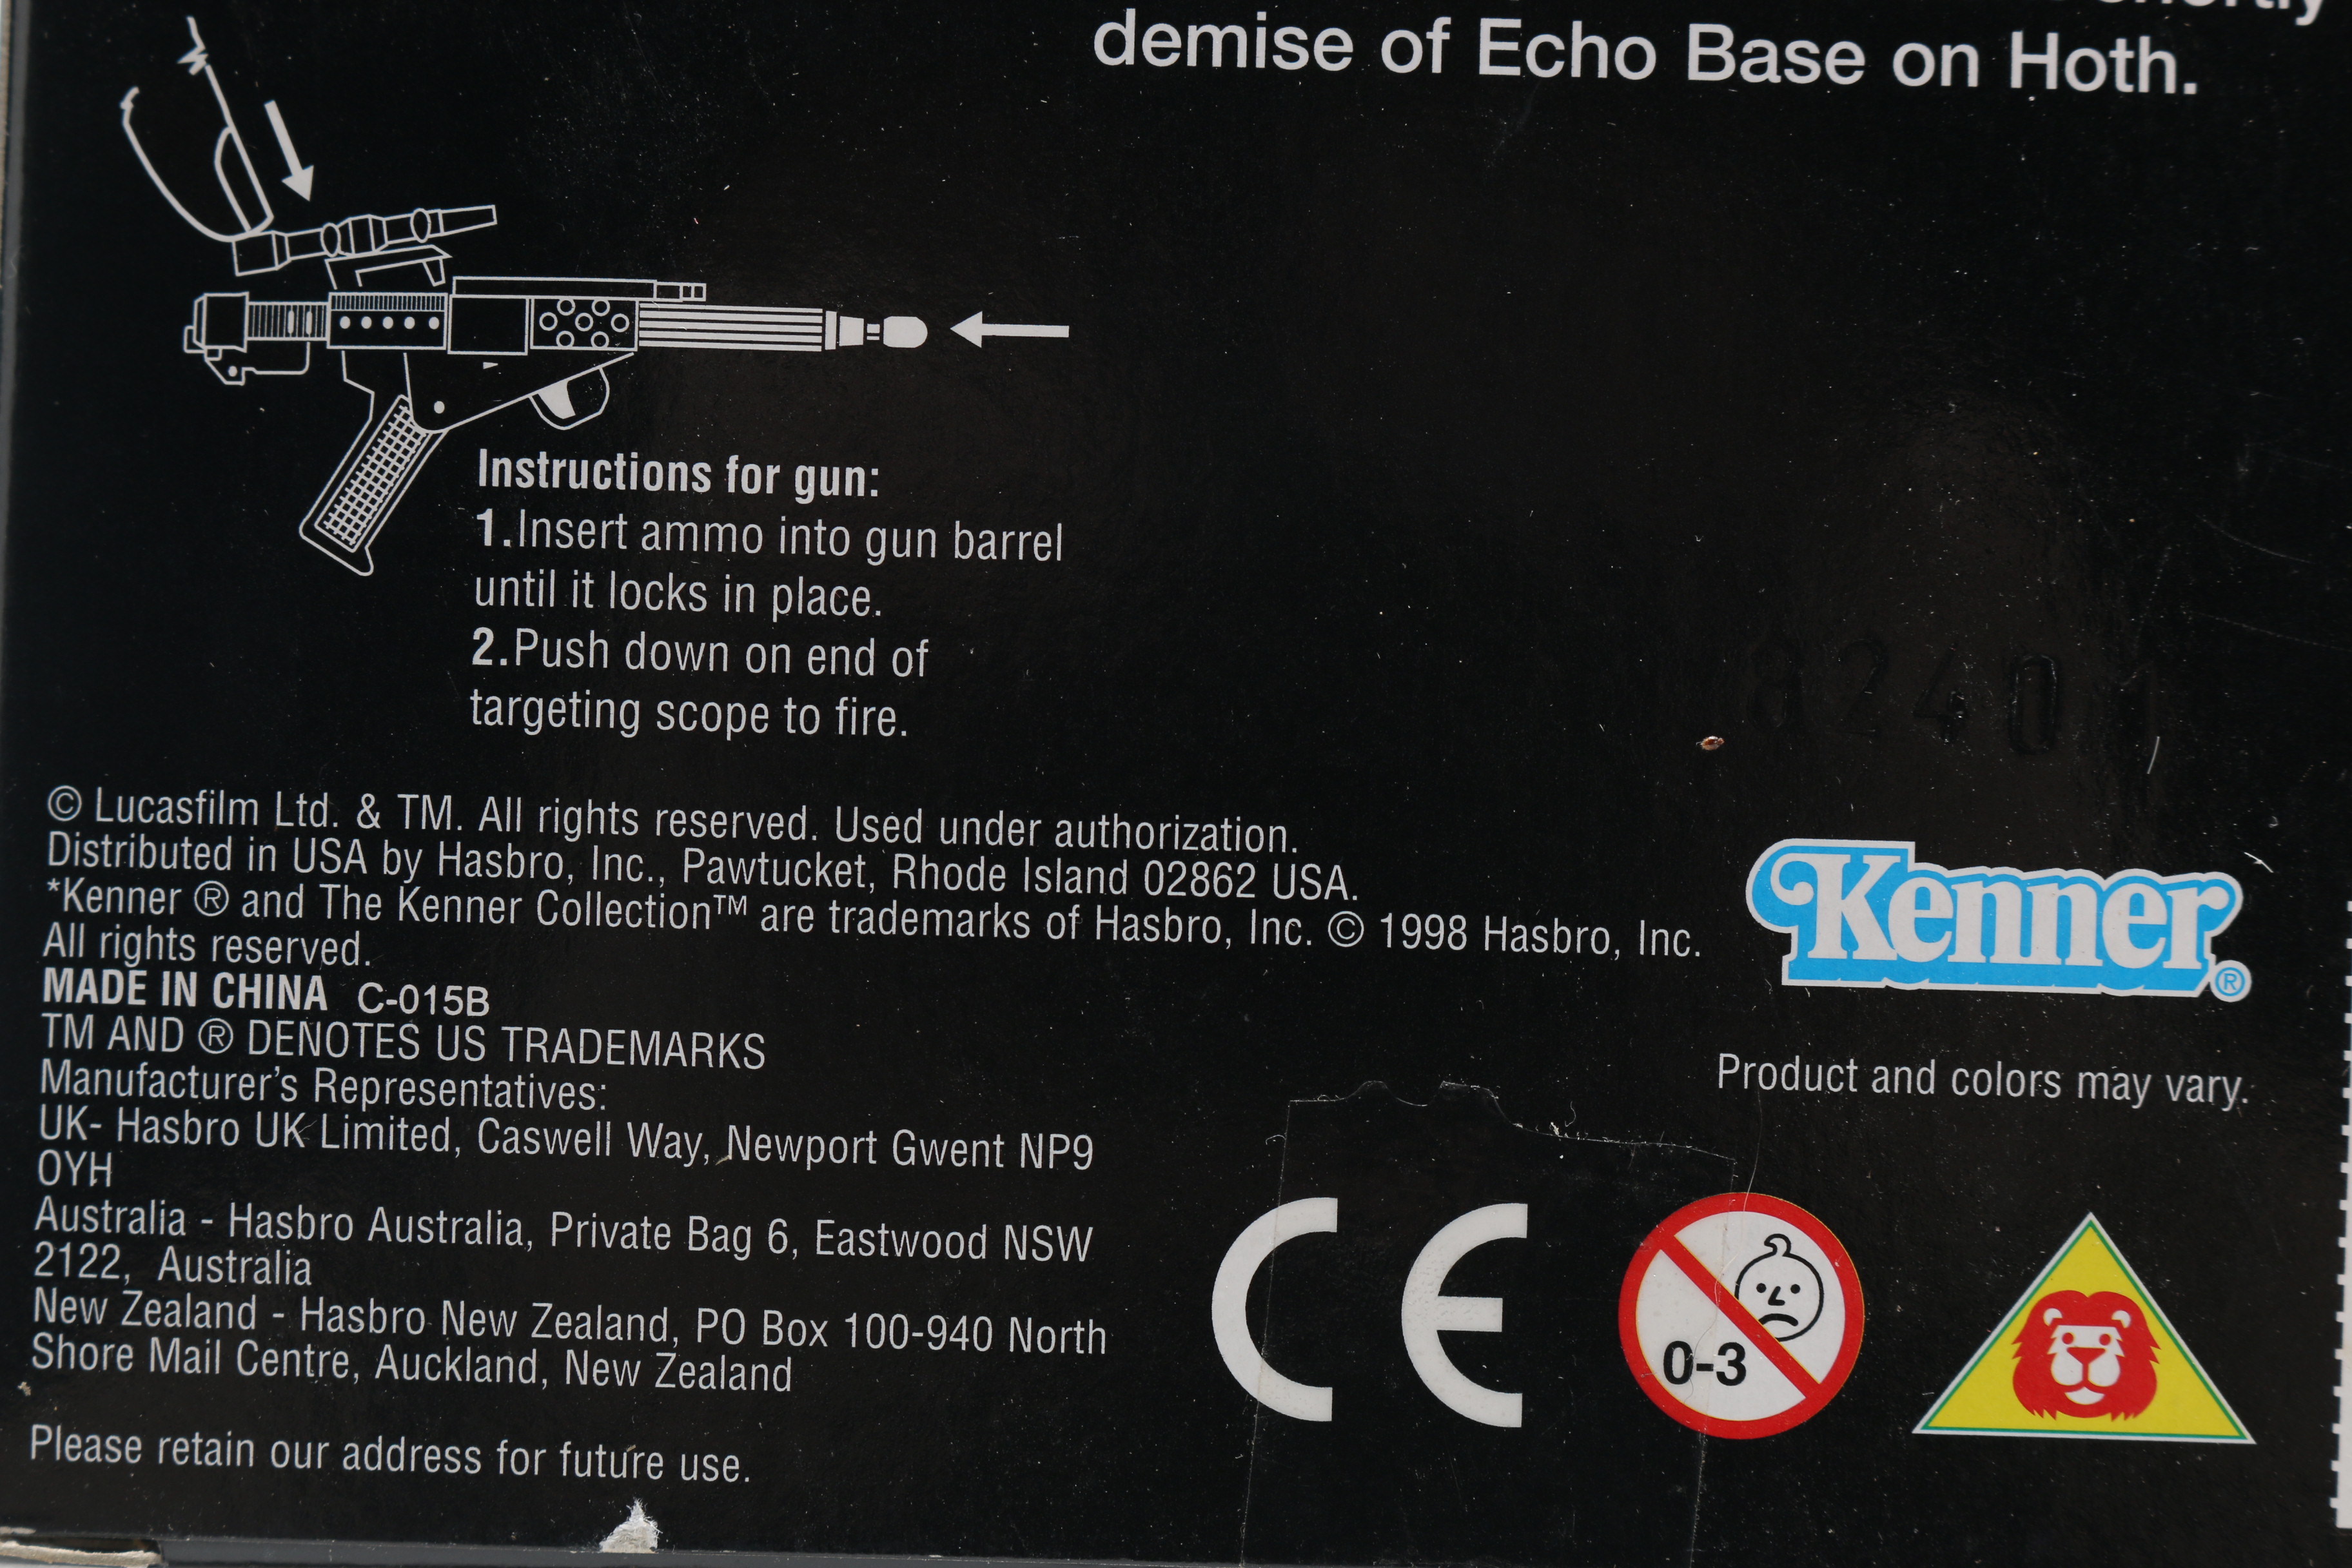 shortly
demise of Echo Base on Hoth.
Instructions for gun:
1.Insert ammo into gun barrel
until it locks in place.
2.Push down on end of
targeting scope to fire.
© Lucasfilm Ltd. & TM. All rights reserved. Used under authorization.
Distributed in USA by Hasbro, Inc., Pawtucket, Rhode Island 02862 USA.
*Kenner ® and The Kenner Collection™ are trademarks of Hasbro, Inc. © 1998 Hasbro, Inc.
All rights reserved.
MADE IN CHINA C-015B
TM AND ® DENOTES US TRADEMARKS
Manufacturer's Representatives:
UK- Hasbro UK Limited, Caswell Way, Newport Gwent NP9
OYH
Australia - Hasbro Australia, Private Bag 6, Eastwood NSW
2122, Australia
New Zealand - Hasbro New Zealand, PO Box 100-940 North
Shore Mail Centre, Auckland, New Zealand
Please retain our address for future use.
Kenner®
Product and colors may vary.
CE
0-3